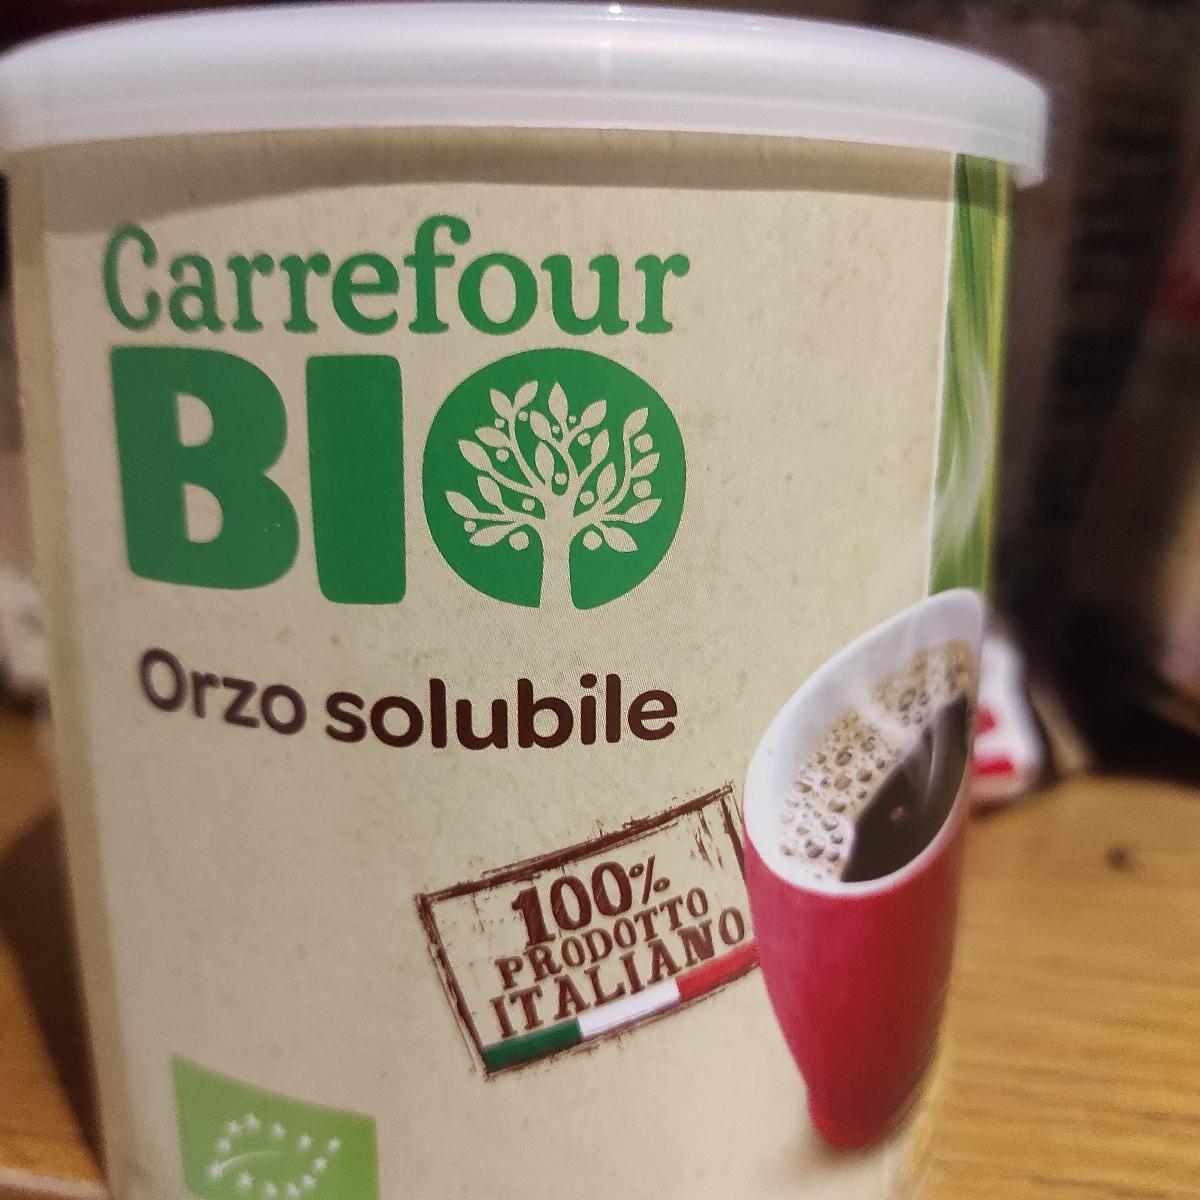 Carrefour
BIO
Orzo solubile
100%
PRODOTTO
ITALIANO